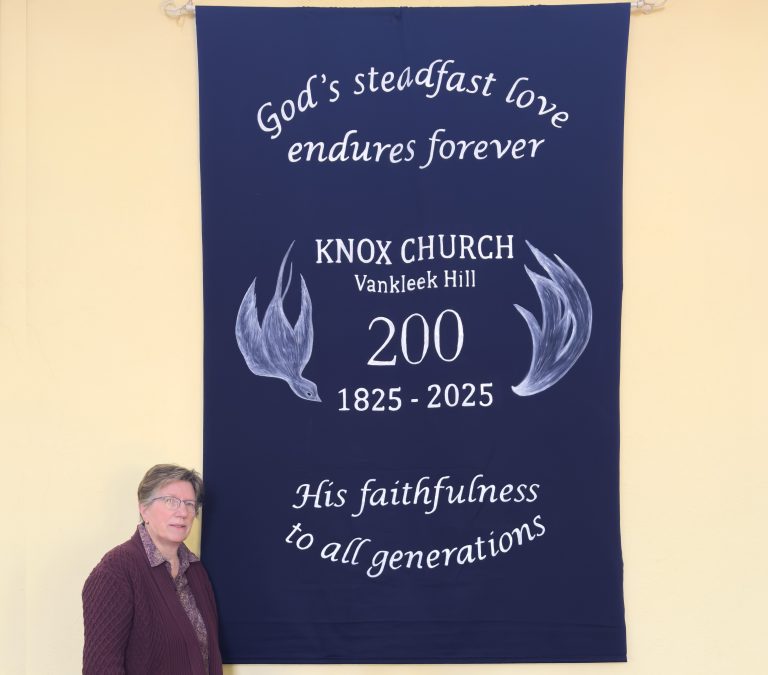 God's steadfast love
endures forever
KNOX CHURCH
Vankleek Hill
200
1825 - 2025
His faithfulness
to all generations